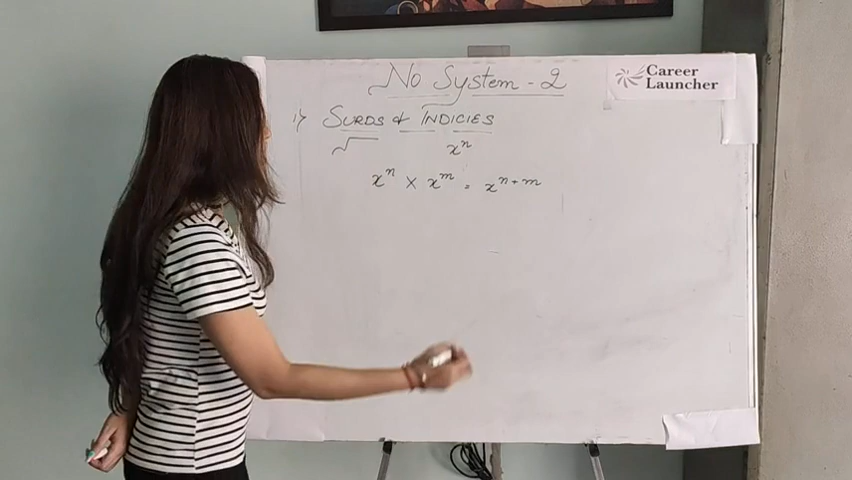 No System - 2
Career
Launcher
1) SURDS & INDICIES
√ xⁿ
xⁿ × xᵐ = xⁿ⁺ᵐ